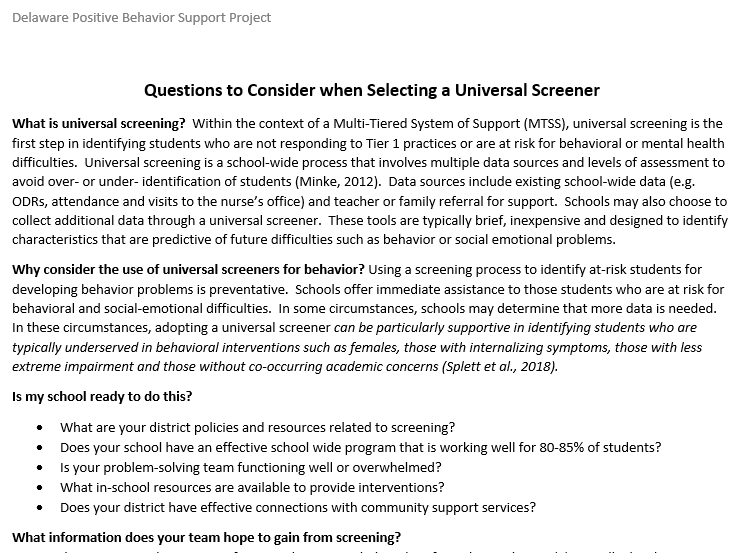 Delaware Positive Behavior Support Project
Questions to Consider when Selecting a Universal Screener
What is universal screening?  Within the context of a Multi-Tiered System of Support (MTSS), universal screening is the
first step in identifying students who are not responding to Tier 1 practices or are at risk for behavioral or mental health
difficulties.  Universal screening is a school-wide process that involves multiple data sources and levels of assessment to
avoid over- or under- identification of students (Minke, 2012).  Data sources include existing school-wide data (e.g.
ODRs, attendance and visits to the nurse's office) and teacher or family referral for support.  Schools may also choose to
collect additional data through a universal screener.  These tools are typically brief, inexpensive and designed to identify
characteristics that are predictive of future difficulties such as behavior or social emotional problems.
Why consider the use of universal screeners for behavior? Using a screening process to identify at-risk students for
developing behavior problems is preventative.  Schools offer immediate assistance to those students who are at risk for
behavioral and social-emotional difficulties.  In some circumstances, schools may determine that more data is needed.
In these circumstances, adopting a universal screener can be particularly supportive in identifying students who are
typically underserved in behavioral interventions such as females, those with internalizing symptoms, those with less
extreme impairment and those without co-occurring academic concerns (Splett et al., 2018).
Is my school ready to do this?
• What are your district policies and resources related to screening?
• Does your school have an effective school wide program that is working well for 80-85% of students?
• Is your problem-solving team functioning well or overwhelmed?
• What in-school resources are available to provide interventions?
• Does your district have effective connections with community support services?
What information does your team hope to gain from screening?